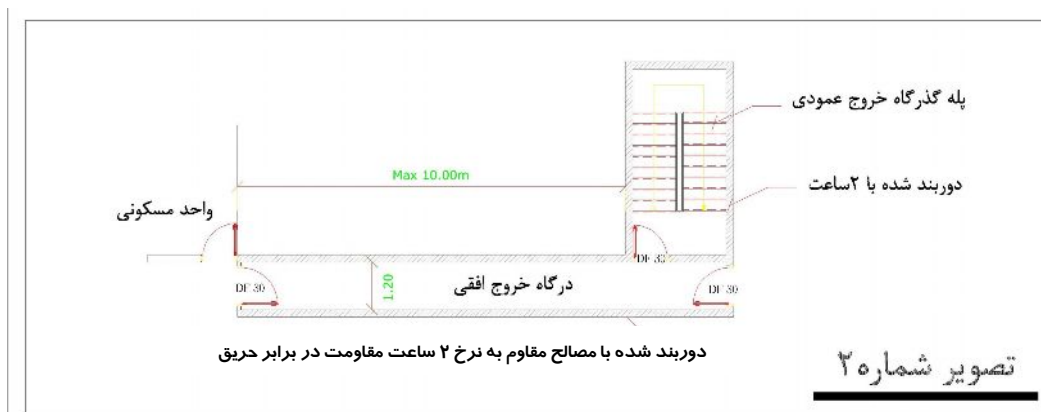 پله گذرگاه خروج عمودی
Max 10.00m
دوربند شده با ۲ساعت
واحد مسکونی
DF 30
DF 30
درگاه خروج افقی
1.20
DF 30
دوربند شده با مصالح مقاوم به نرخ ۲ ساعت مقاومت در برابر حریق
تصویر شماره۲